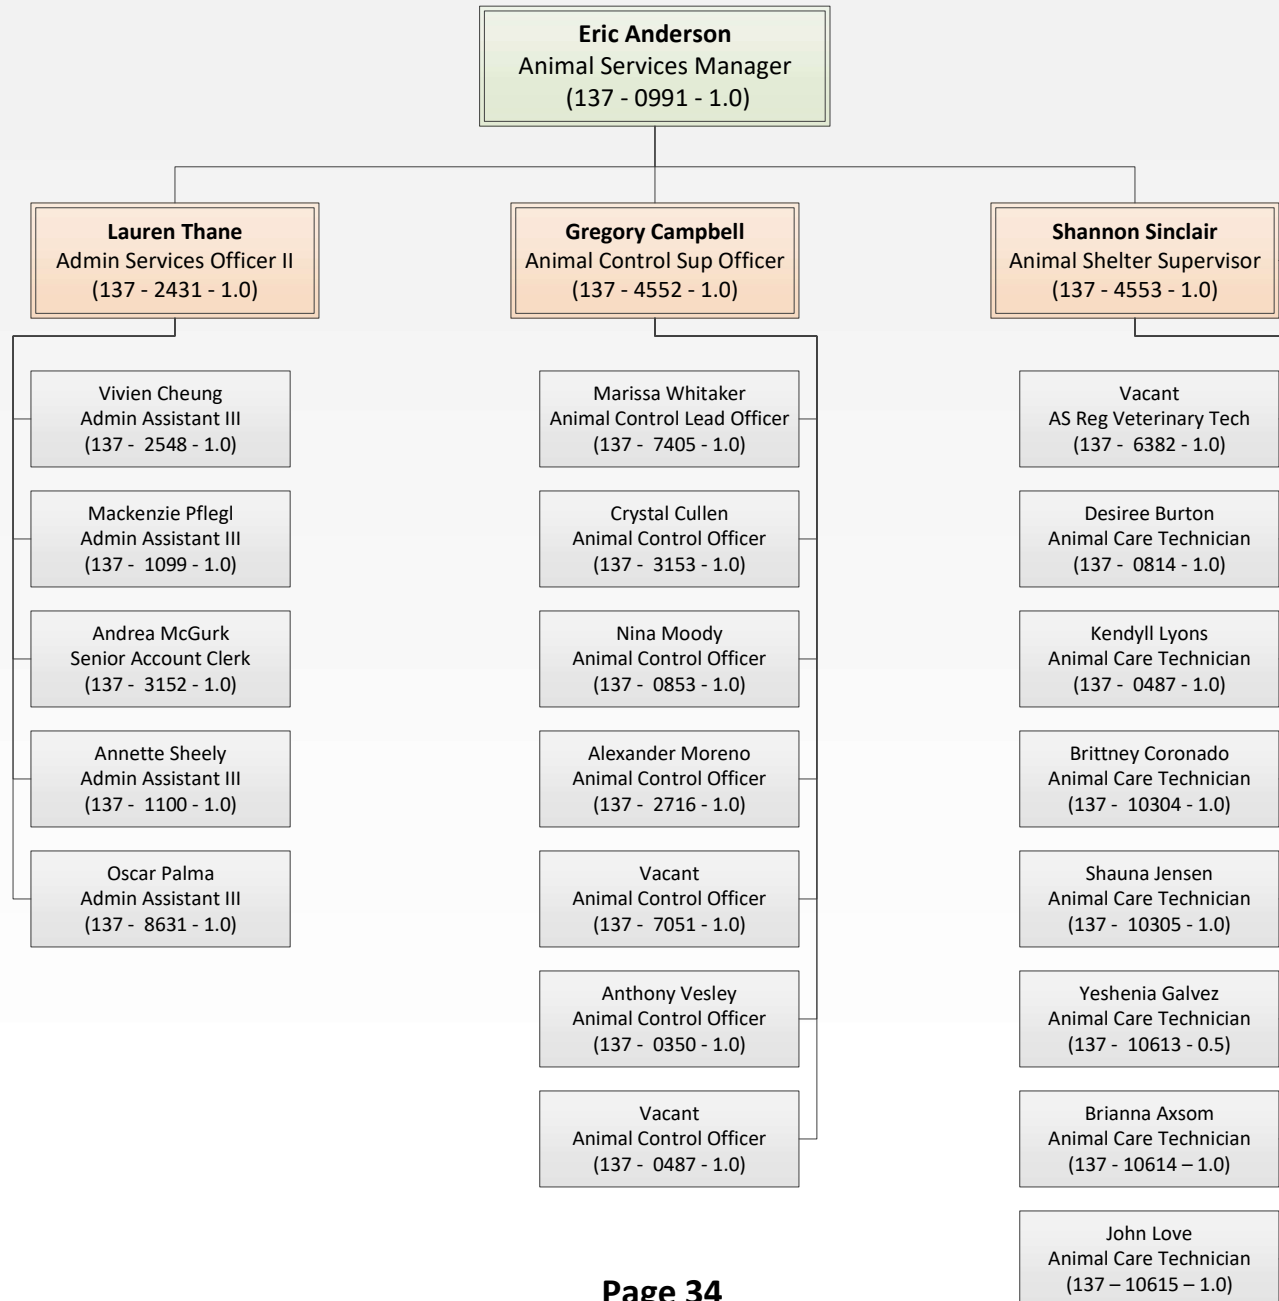 Eric Anderson
Animal Services Manager
(137 - 0991 - 1.0)
Lauren Thane
Admin Services Officer II
(137 - 2431 - 1.0)
Vivien Cheung
Admin Assistant III
(137 -  2548 - 1.0)
Mackenzie Pflegl
Admin Assistant III
(137 -  1099 - 1.0)
Andrea McGurk
Senior Account Clerk
(137 -  3152 - 1.0)
Annette Sheely
Admin Assistant III
(137 -  1100 - 1.0)
Oscar Palma
Admin Assistant III
(137 -  8631 - 1.0)
Gregory Campbell
Animal Control Sup Officer
(137 - 4552 - 1.0)
Marissa Whitaker
Animal Control Lead Officer
(137 -  7405 - 1.0)
Crystal Cullen
Animal Control Officer
(137 -  3153 - 1.0)
Nina Moody
Animal Control Officer
(137 -  0853 - 1.0)
Alexander Moreno
Animal Control Officer
(137 -  2716 - 1.0)
Vacant
Animal Control Officer
(137 -  7051 - 1.0)
Anthony Vesley
Animal Control Officer
(137 -  0350 - 1.0)
Vacant
Animal Control Officer
(137 -  0487 - 1.0)
Shannon Sinclair
Animal Shelter Supervisor
(137 - 4553 - 1.0)
Vacant
AS Reg Veterinary Tech
(137 -  6382 - 1.0)
Desiree Burton
Animal Care Technician
(137 -  0814 - 1.0)
Kendyll Lyons
Animal Care Technician
(137 -  0487 - 1.0)
Brittney Coronado
Animal Care Technician
(137 -  10304 - 1.0)
Shauna Jensen
Animal Care Technician
(137 -  10305 - 1.0)
Yeshenia Galvez
Animal Care Technician
(137 -  10613 - 0.5)
Brianna Axsom
Animal Care Technician
(137 - 10614 – 1.0)
John Love
Animal Care Technician
(137 – 10615 – 1.0)
Page 34